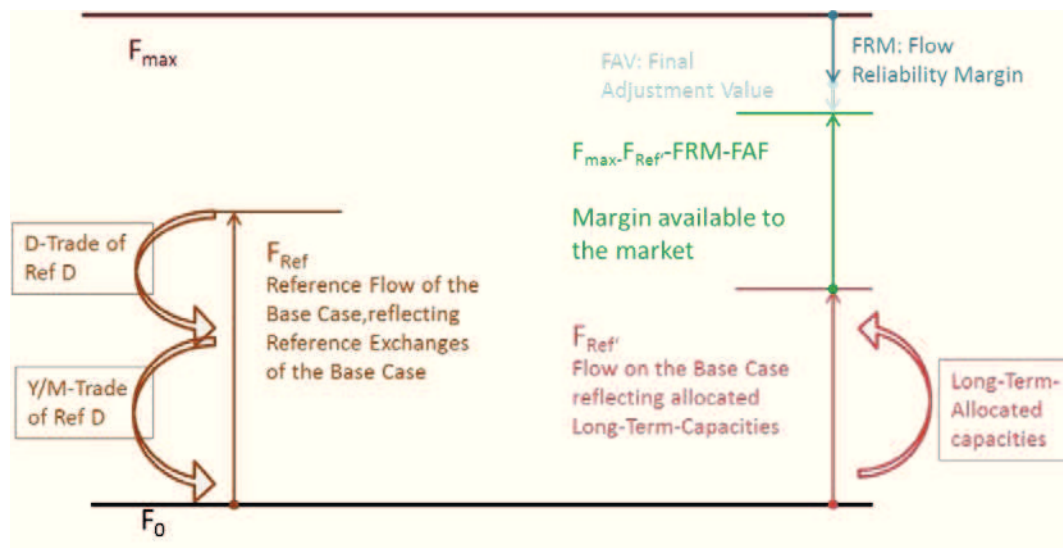 Fmax
FAV: Final
Adjustment Value
FRM: Flow
Reliability Margin
Fmax-FRef'-FRM-FAF
Margin available to
the market
D-Trade of
Ref D
Y/M-Trade
of Ref D
FRef
Reference Flow of the
Base Case,reflecting
Reference Exchanges
of the Base Case
FRef'
Flow on the Base Case
reflecting allocated
Long-Term-Capacities
Long-Term-
Allocated
capacities
F0